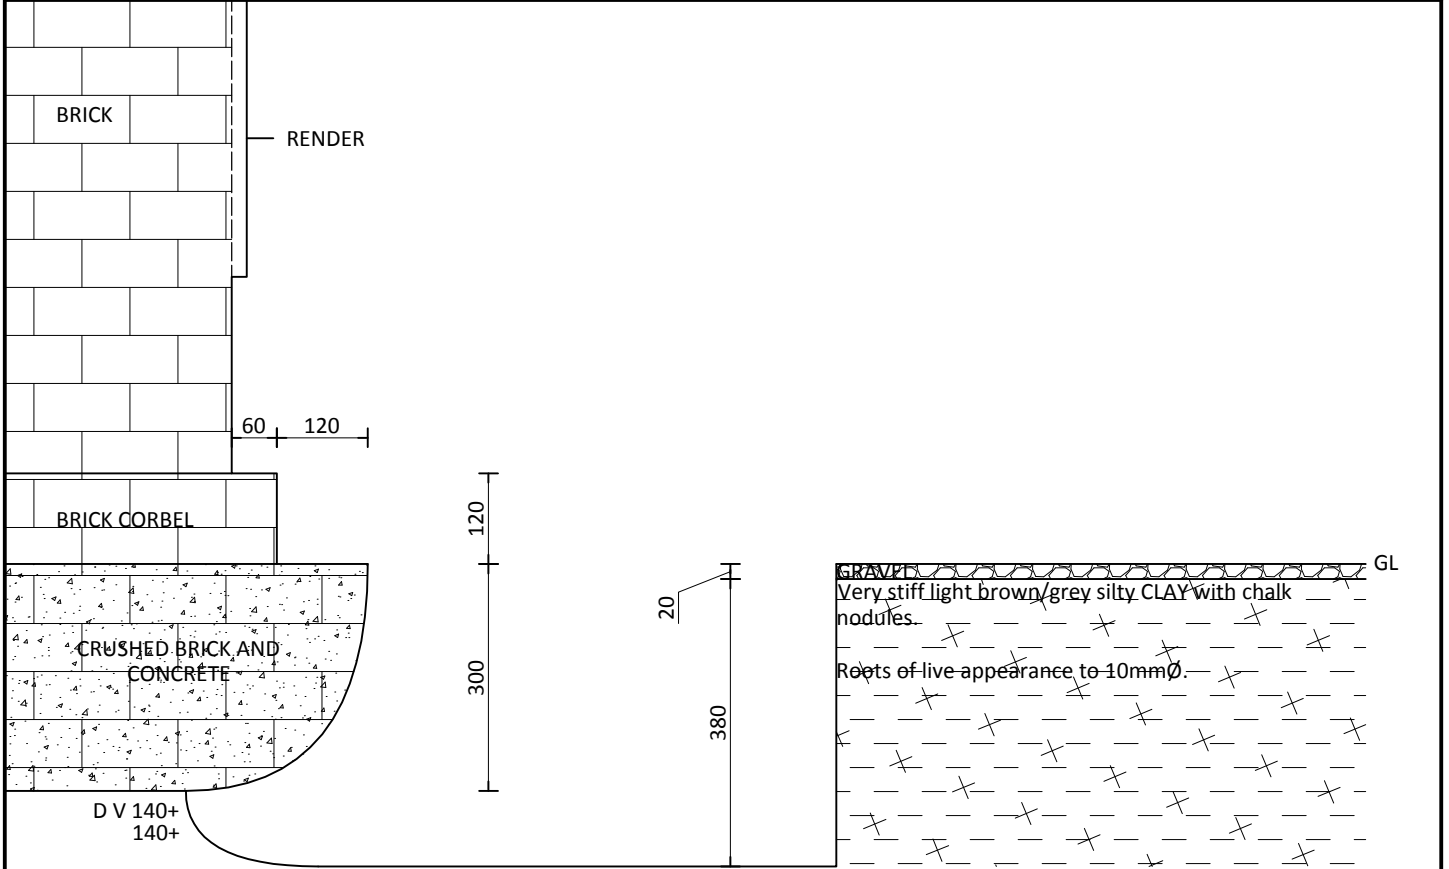 BRICK
RENDER
60
120
BRICK CORBEL
120
GL
GRAVEL
Very stiff light brown/grey silty CLAY with chalk
nodules.
20
CRUSHED BRICK AND
CONCRETE
300
Roots of live appearance to 10mmØ.
380
D V 140+
140+